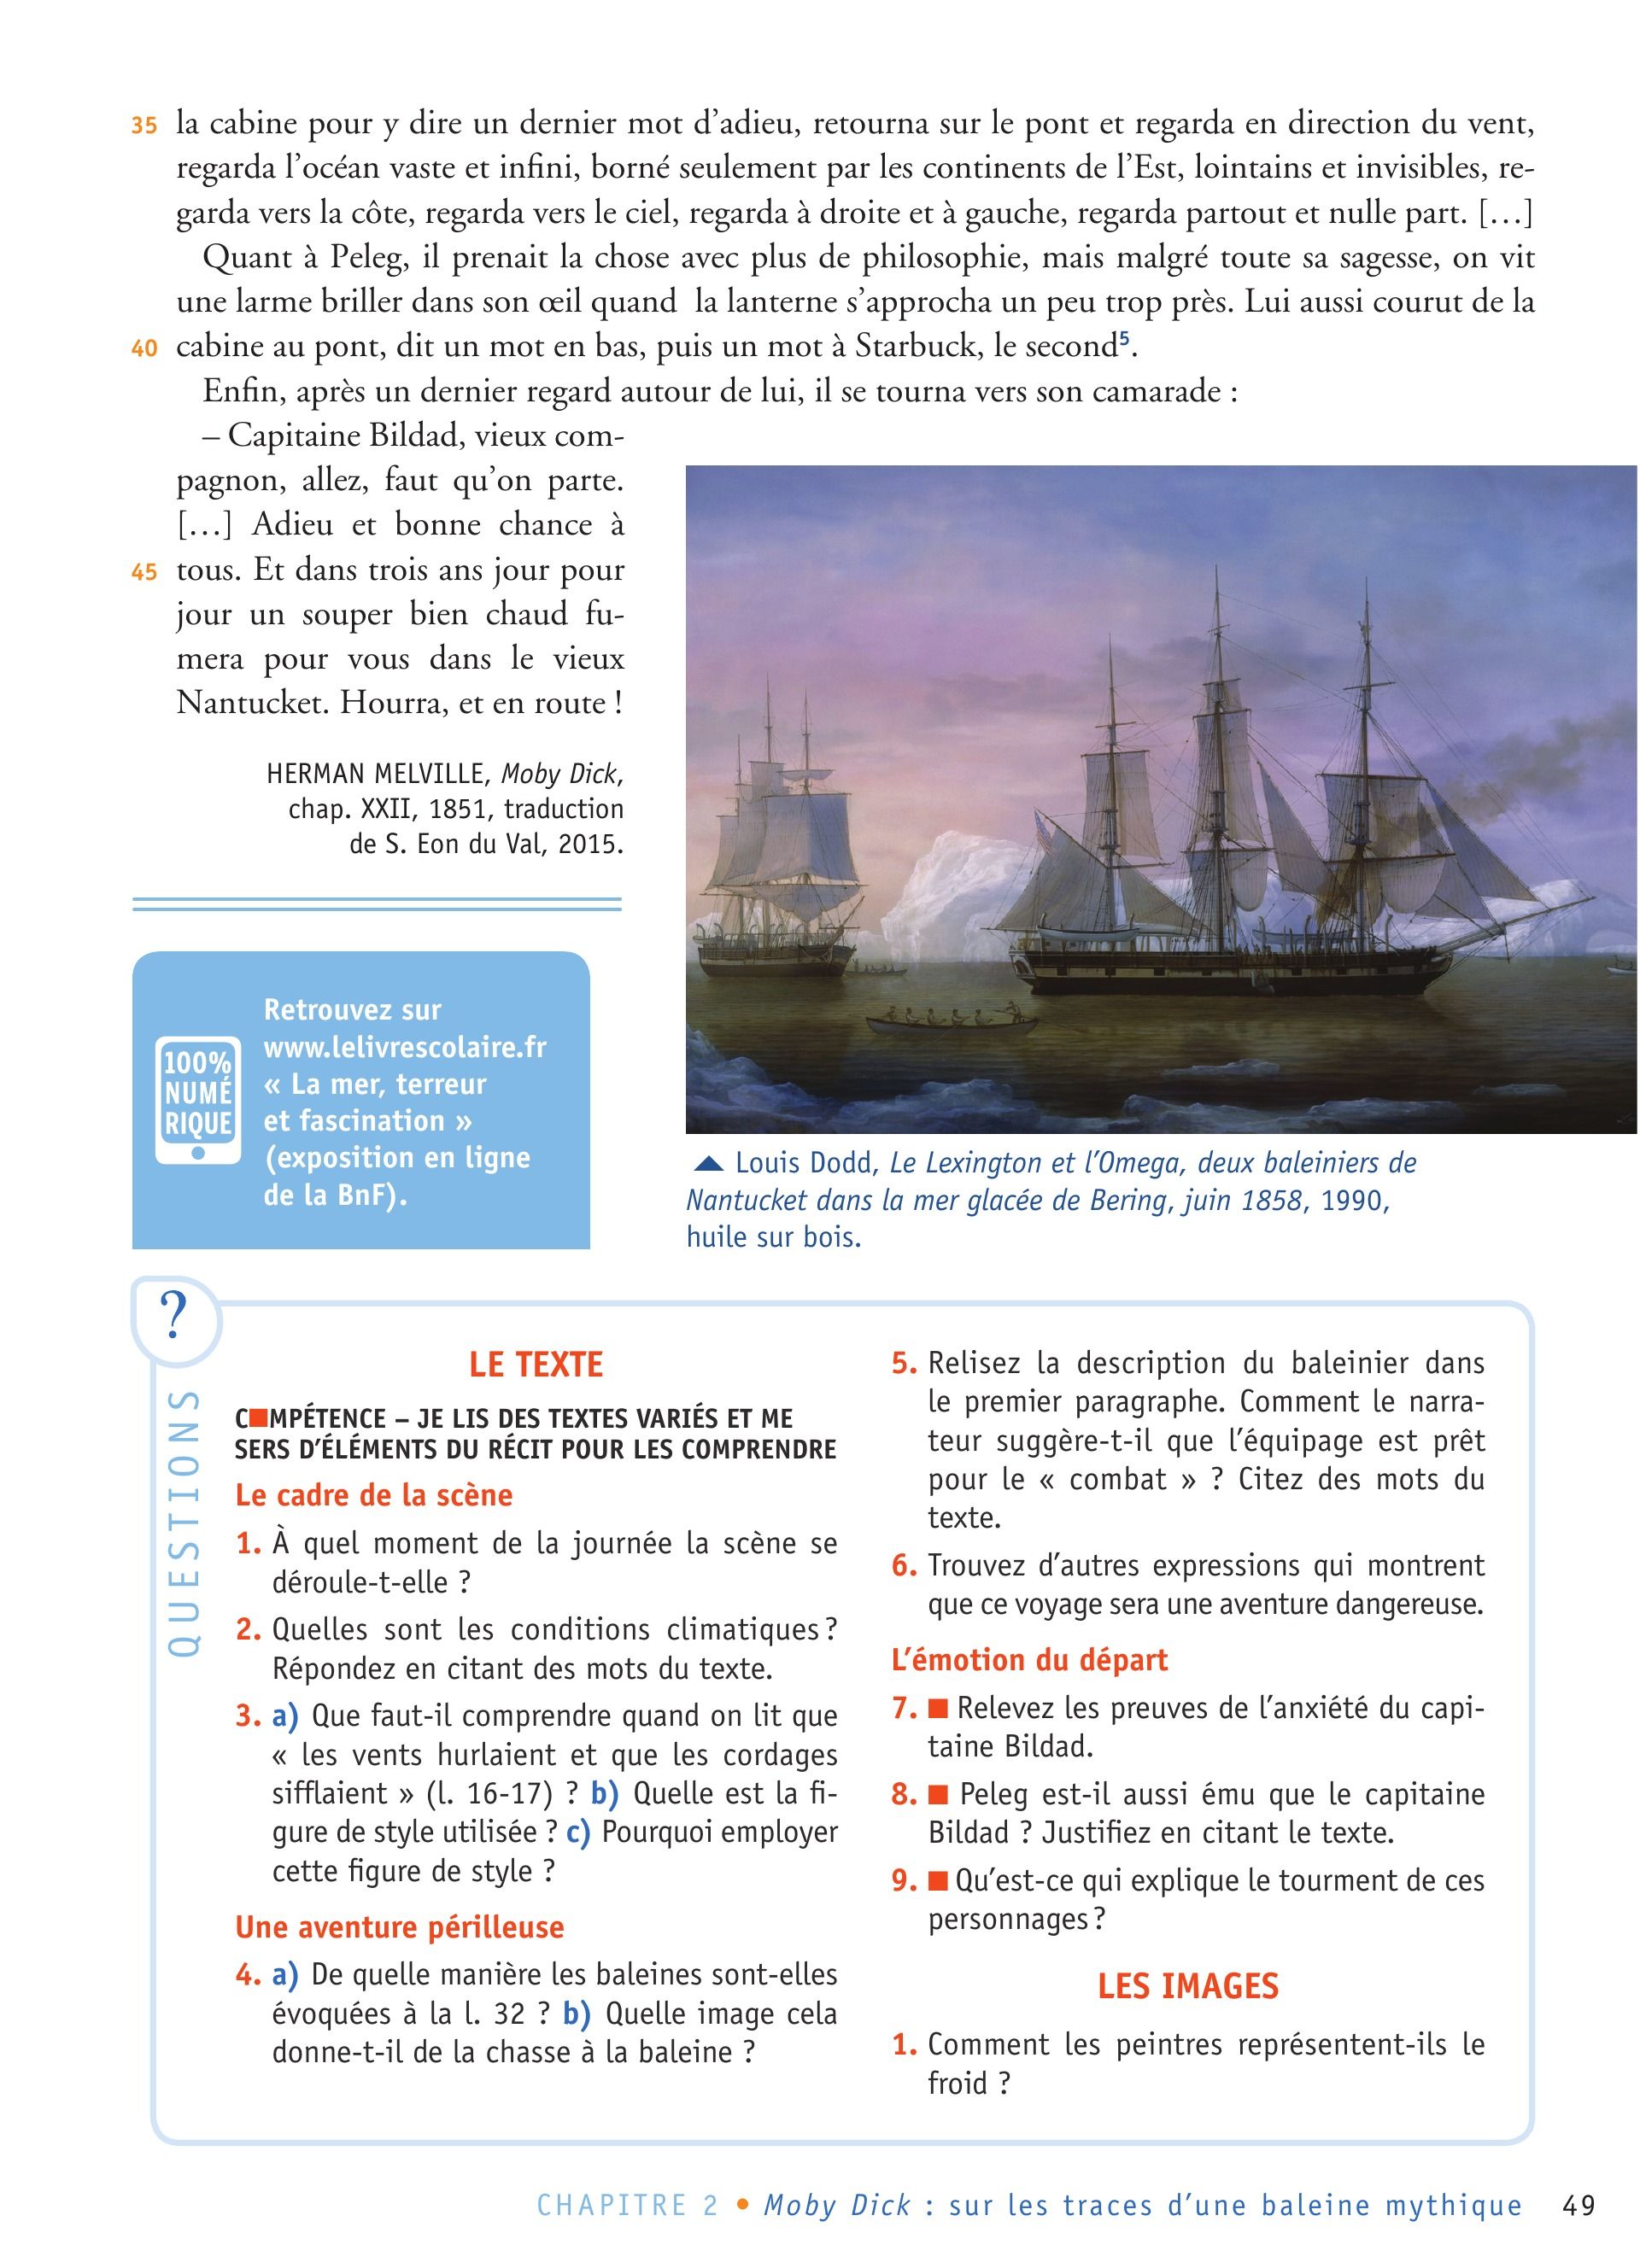 35 la cabine pour y dire un dernier mot d'adieu, retourna sur le pont et regarda en direction du vent,
regarda l'océan vaste et infini, borné seulement par les continents de l'Est, lointains et invisibles, re-
garda vers la côte, regarda vers le ciel, regarda à droite et à gauche, regarda partout et nulle part. […]
Quant à Peleg, il prenait la chose avec plus de philosophie, mais malgré toute sa sagesse, on vit
une larme briller dans son œil quand la lanterne s'approcha un peu trop près. Lui aussi courut de la
40 cabine au pont, dit un mot en bas, puis un mot à Starbuck, le second⁵.
Enfin, après un dernier regard autour de lui, il se tourna vers son camarade :
– Capitaine Bildad, vieux com-
pagnon, allez, faut qu'on parte.
[…] Adieu et bonne chance à
45 tous. Et dans trois ans jour pour
jour un souper bien chaud fu-
mera pour vous dans le vieux
Nantucket. Hourra, et en route !
HERMAN MELVILLE, Moby Dick,
chap. XXII, 1851, traduction
de S. Eon du Val, 2015.
100%
NUMÉ
RIQUE
Retrouvez sur
www.lelivrescolaire.fr
« La mer, terreur
et fascination »
(exposition en ligne
de la BnF).
Louis Dodd, Le Lexington et l'Omega, deux baleiniers de
Nantucket dans la mer glacée de Bering, juin 1858, 1990,
huile sur bois.
?
QUESTIONS
LE TEXTE
C■MPÉTENCE – JE LIS DES TEXTES VARIÉS ET ME
SERS D'ÉLÉMENTS DU RÉCIT POUR LES COMPRENDRE
Le cadre de la scène
1. À quel moment de la journée la scène se
déroule-t-elle ?
2. Quelles sont les conditions climatiques ?
Répondez en citant des mots du texte.
3. a) Que faut-il comprendre quand on lit que
« les vents hurlaient et que les cordages
sifflaient » (l. 16-17) ? b) Quelle est la fi-
gure de style utilisée ? c) Pourquoi employer
cette figure de style ?
Une aventure périlleuse
4. a) De quelle manière les baleines sont-elles
évoquées à la l. 32 ? b) Quelle image cela
donne-t-il de la chasse à la baleine ?
5. Relisez la description du baleinier dans
le premier paragraphe. Comment le narra-
teur suggère-t-il que l'équipage est prêt
pour le « combat » ? Citez des mots du
texte.
6. Trouvez d'autres expressions qui montrent
que ce voyage sera une aventure dangereuse.
L'émotion du départ
7. ■ Relevez les preuves de l'anxiété du capi-
taine Bildad.
8. ■ Peleg est-il aussi ému que le capitaine
Bildad ? Justifiez en citant le texte.
9. ■ Qu'est-ce qui explique le tourment de ces
personnages ?
LES IMAGES
1. Comment les peintres représentent-ils le
froid ?
CHAPITRE 2 • Moby Dick : sur les traces d'une baleine mythique 49